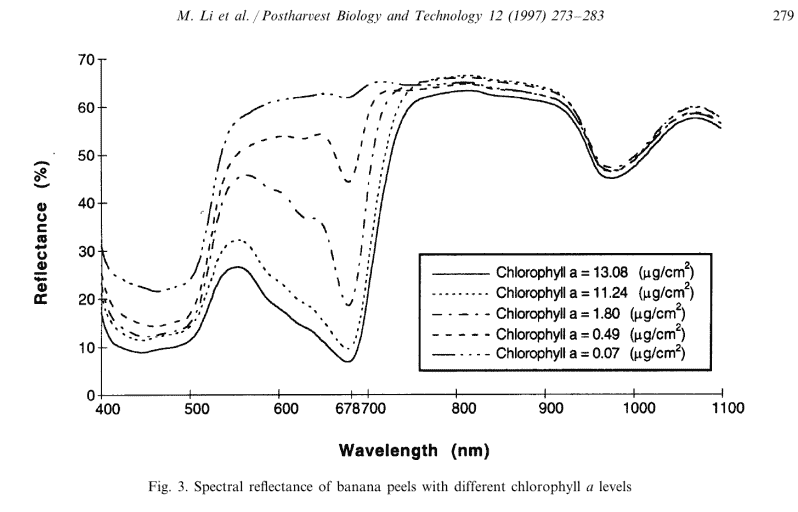 M. Li et al. / Postharvest Biology and Technology 12 (1997) 273–283 279
70
60
50
40
30
20
10
0
Reflectance (%)
Chlorophyll a = 13.08 (μg/cm²)
Chlorophyll a = 11.24 (μg/cm²)
Chlorophyll a = 1.80 (μg/cm²)
Chlorophyll a = 0.49 (μg/cm²)
Chlorophyll a = 0.07 (μg/cm²)
400 500 600 678700 800 900 1000 1100
Wavelength (nm)
Fig. 3. Spectral reflectance of banana peels with different chlorophyll a levels